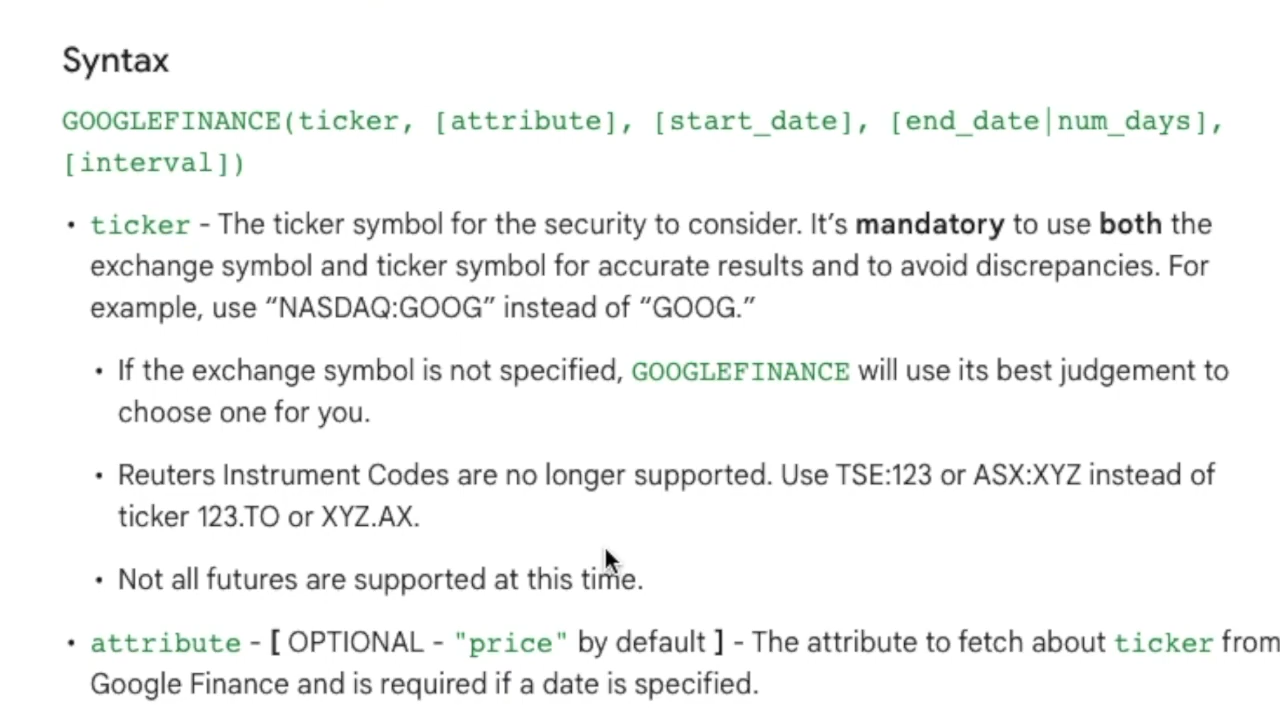 Syntax
GOOGLEFINANCE(ticker, [attribute], [start_date], [end_date|num_days],
[interval])
• ticker - The ticker symbol for the security to consider. It’s mandatory to use both the
exchange symbol and ticker symbol for accurate results and to avoid discrepancies. For
example, use “NASDAQ:GOOG” instead of “GOOG.”
• If the exchange symbol is not specified, GOOGLEFINANCE will use its best judgement to
choose one for you.
• Reuters Instrument Codes are no longer supported. Use TSE:123 or ASX:XYZ instead of
ticker 123.TO or XYZ.AX.
• Not all futures are supported at this time.
• attribute - [ OPTIONAL - "price" by default ] - The attribute to fetch about ticker from
Google Finance and is required if a date is specified.